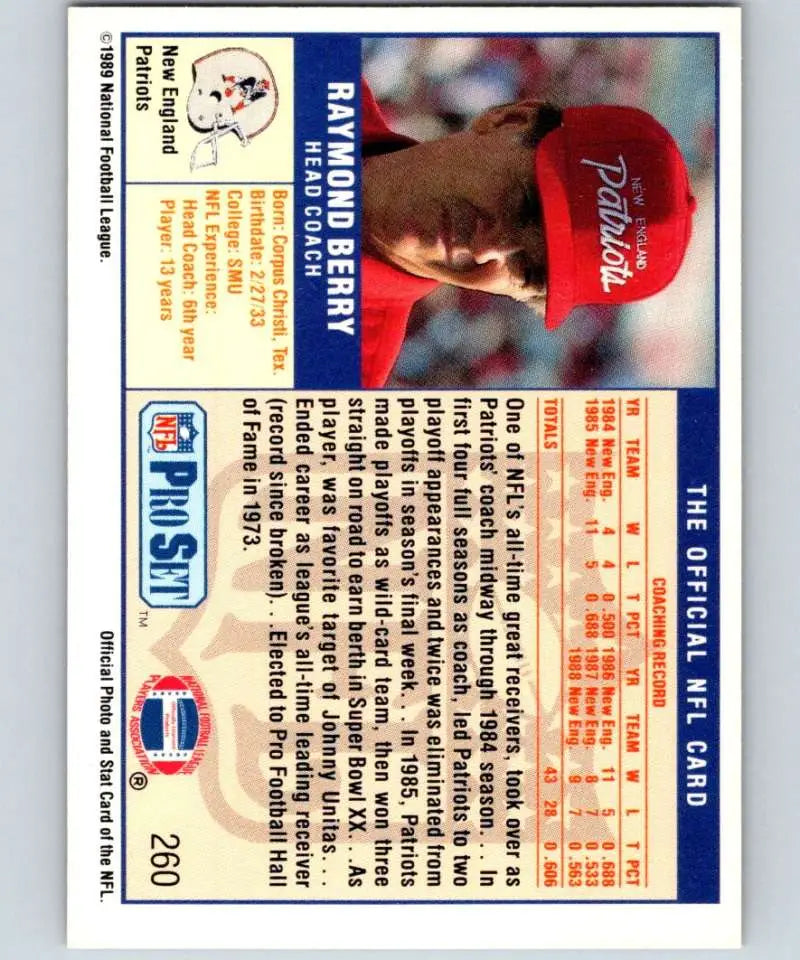 THE OFFICIAL NFL CARD
NEW ENGLAND
Patriots
RAYMOND BERRY
HEAD COACH
Born: Corpus Christi, Tex.
Birthdate: 2/27/33
College: SMU
NFL Experience:
Head Coach: 6th year
Player: 13 years
New England
Patriots
COACHING RECORD
YR TEAM W L T PCT YR TEAM W L T PCT
1984 New Eng. 4 4 0 .500 1986 New Eng. 11 5 0 .688
1985 New Eng. 11 5 0 .688 1987 New Eng. 8 7 0 .533
1988 New Eng. 9 7 0 .563
TOTALS 43 28 0 .606
One of NFL's all-time great receivers, took over as
Patriots' coach midway through 1984 season. . . In
first four full seasons as coach, led Patriots to two
playoff appearances and twice was eliminated from
playoffs in season's final week. . . In 1985, Patriots
made playoffs as wild-card team, then won three
straight on road to earn berth in Super Bowl XX. . . As
player, was favorite target of Johnny Unitas. . .
Ended career as league's all-time leading receiver
(record since broken). . . Elected to Pro Football Hall
of Fame in 1973.
NFL PRO SET TM
NATIONAL FOOTBALL LEAGUE
PLAYERS ASSOCIATION
®
260
©1989 National Football League.
Official Photo and Stat Card of the NFL.